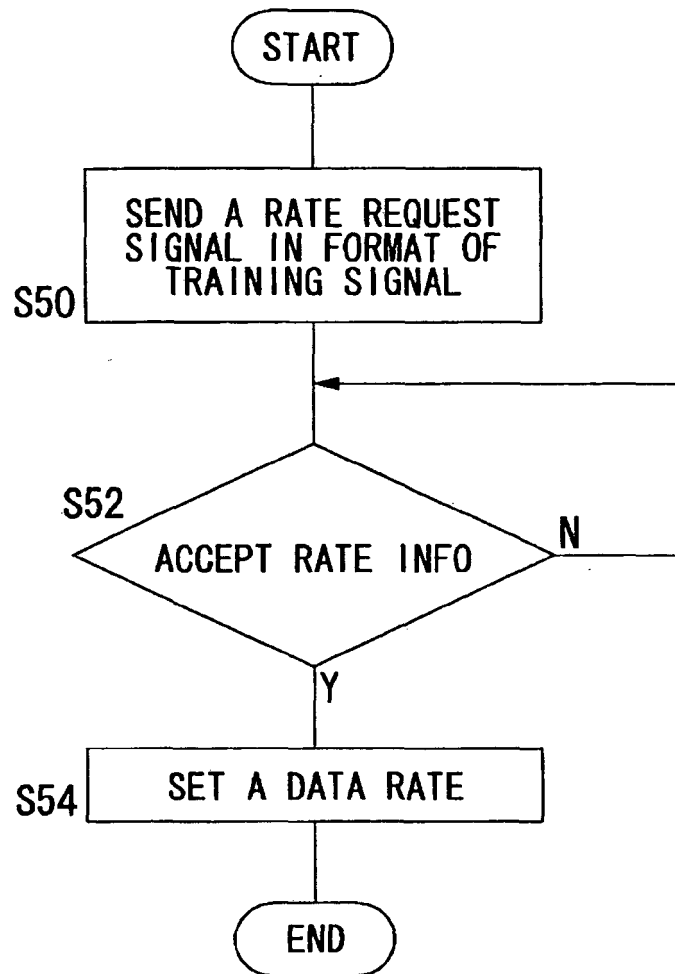 START
SEND A RATE REQUEST
SIGNAL IN FORMAT OF
TRAINING SIGNAL
S50
S52
ACCEPT RATE INFO
N
Y
SET A DATA RATE
S54
END